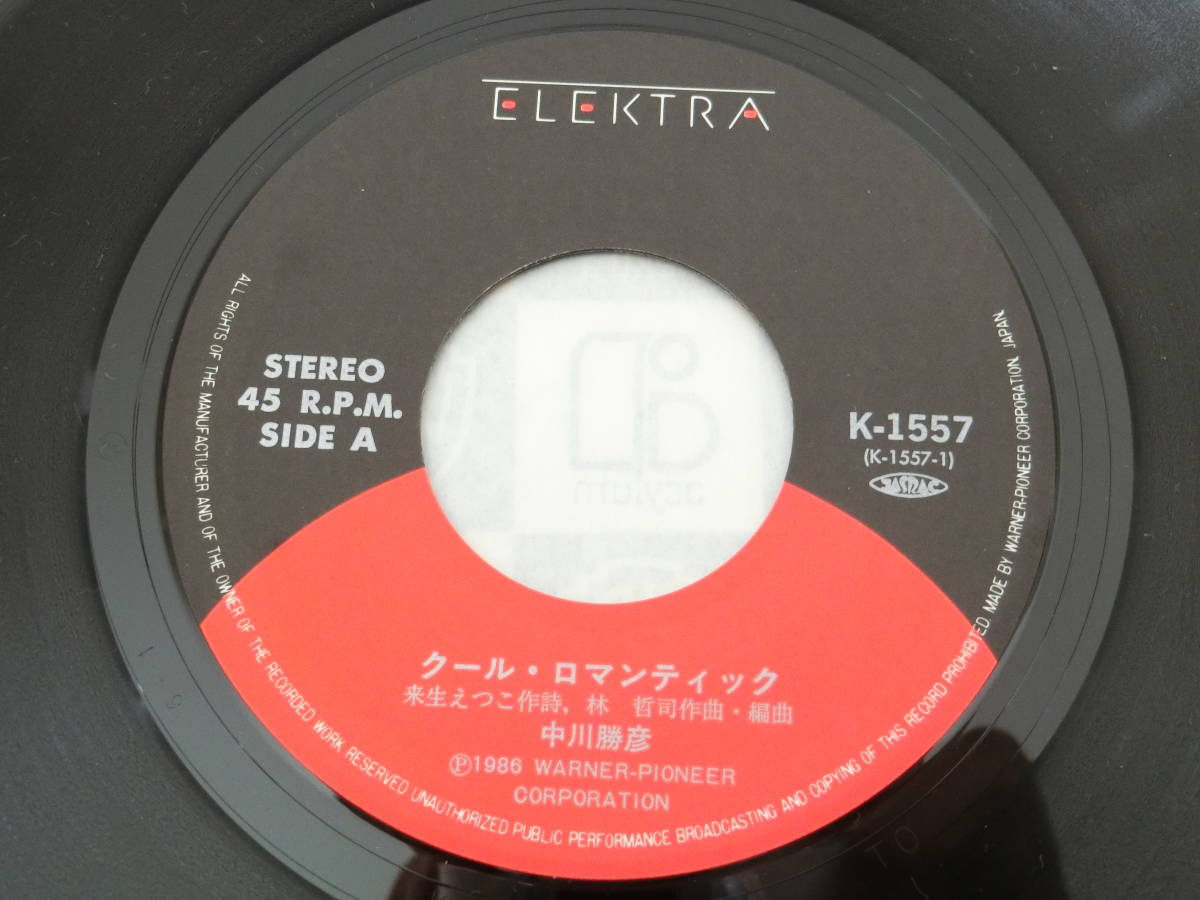 ELEKTRA
STEREO
45 R.P.M.
SIDE A
K-1557
(K-1557-1)
JASRAC
クール・ロマンティック
来生えつこ作詩，林　哲司作曲・編曲
中川勝彦
Ⓟ1986 WARNER-PIONEER
CORPORATION
ALL RIGHTS OF THE MANUFACTURER AND OF THE OWNER OF THE RECORDED WORK RESERVED UNAUTHORIZED PUBLIC PERFORMANCE BROADCASTING AND COPYING OF THIS RECORD PROHIBITED. MADE BY WARNER-PIONEER CORPORATION, JAPAN.